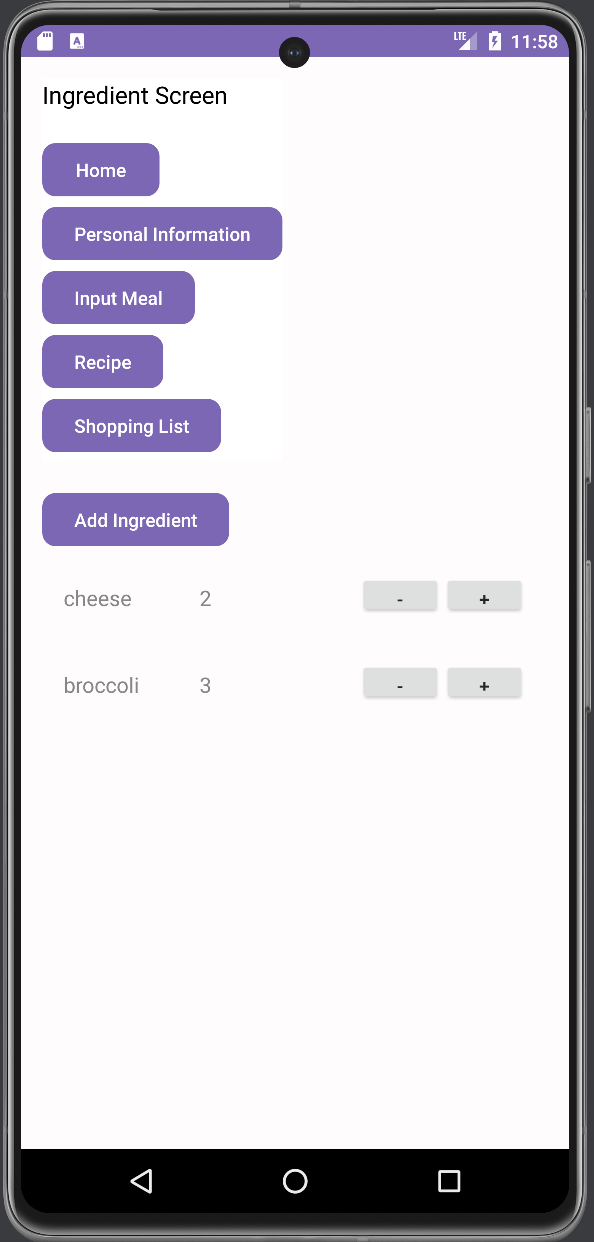 LTE 11:58
Ingredient Screen
Home
Personal Information
Input Meal
Recipe
Shopping List
Add Ingredient
cheese 2 - +
broccoli 3 - +